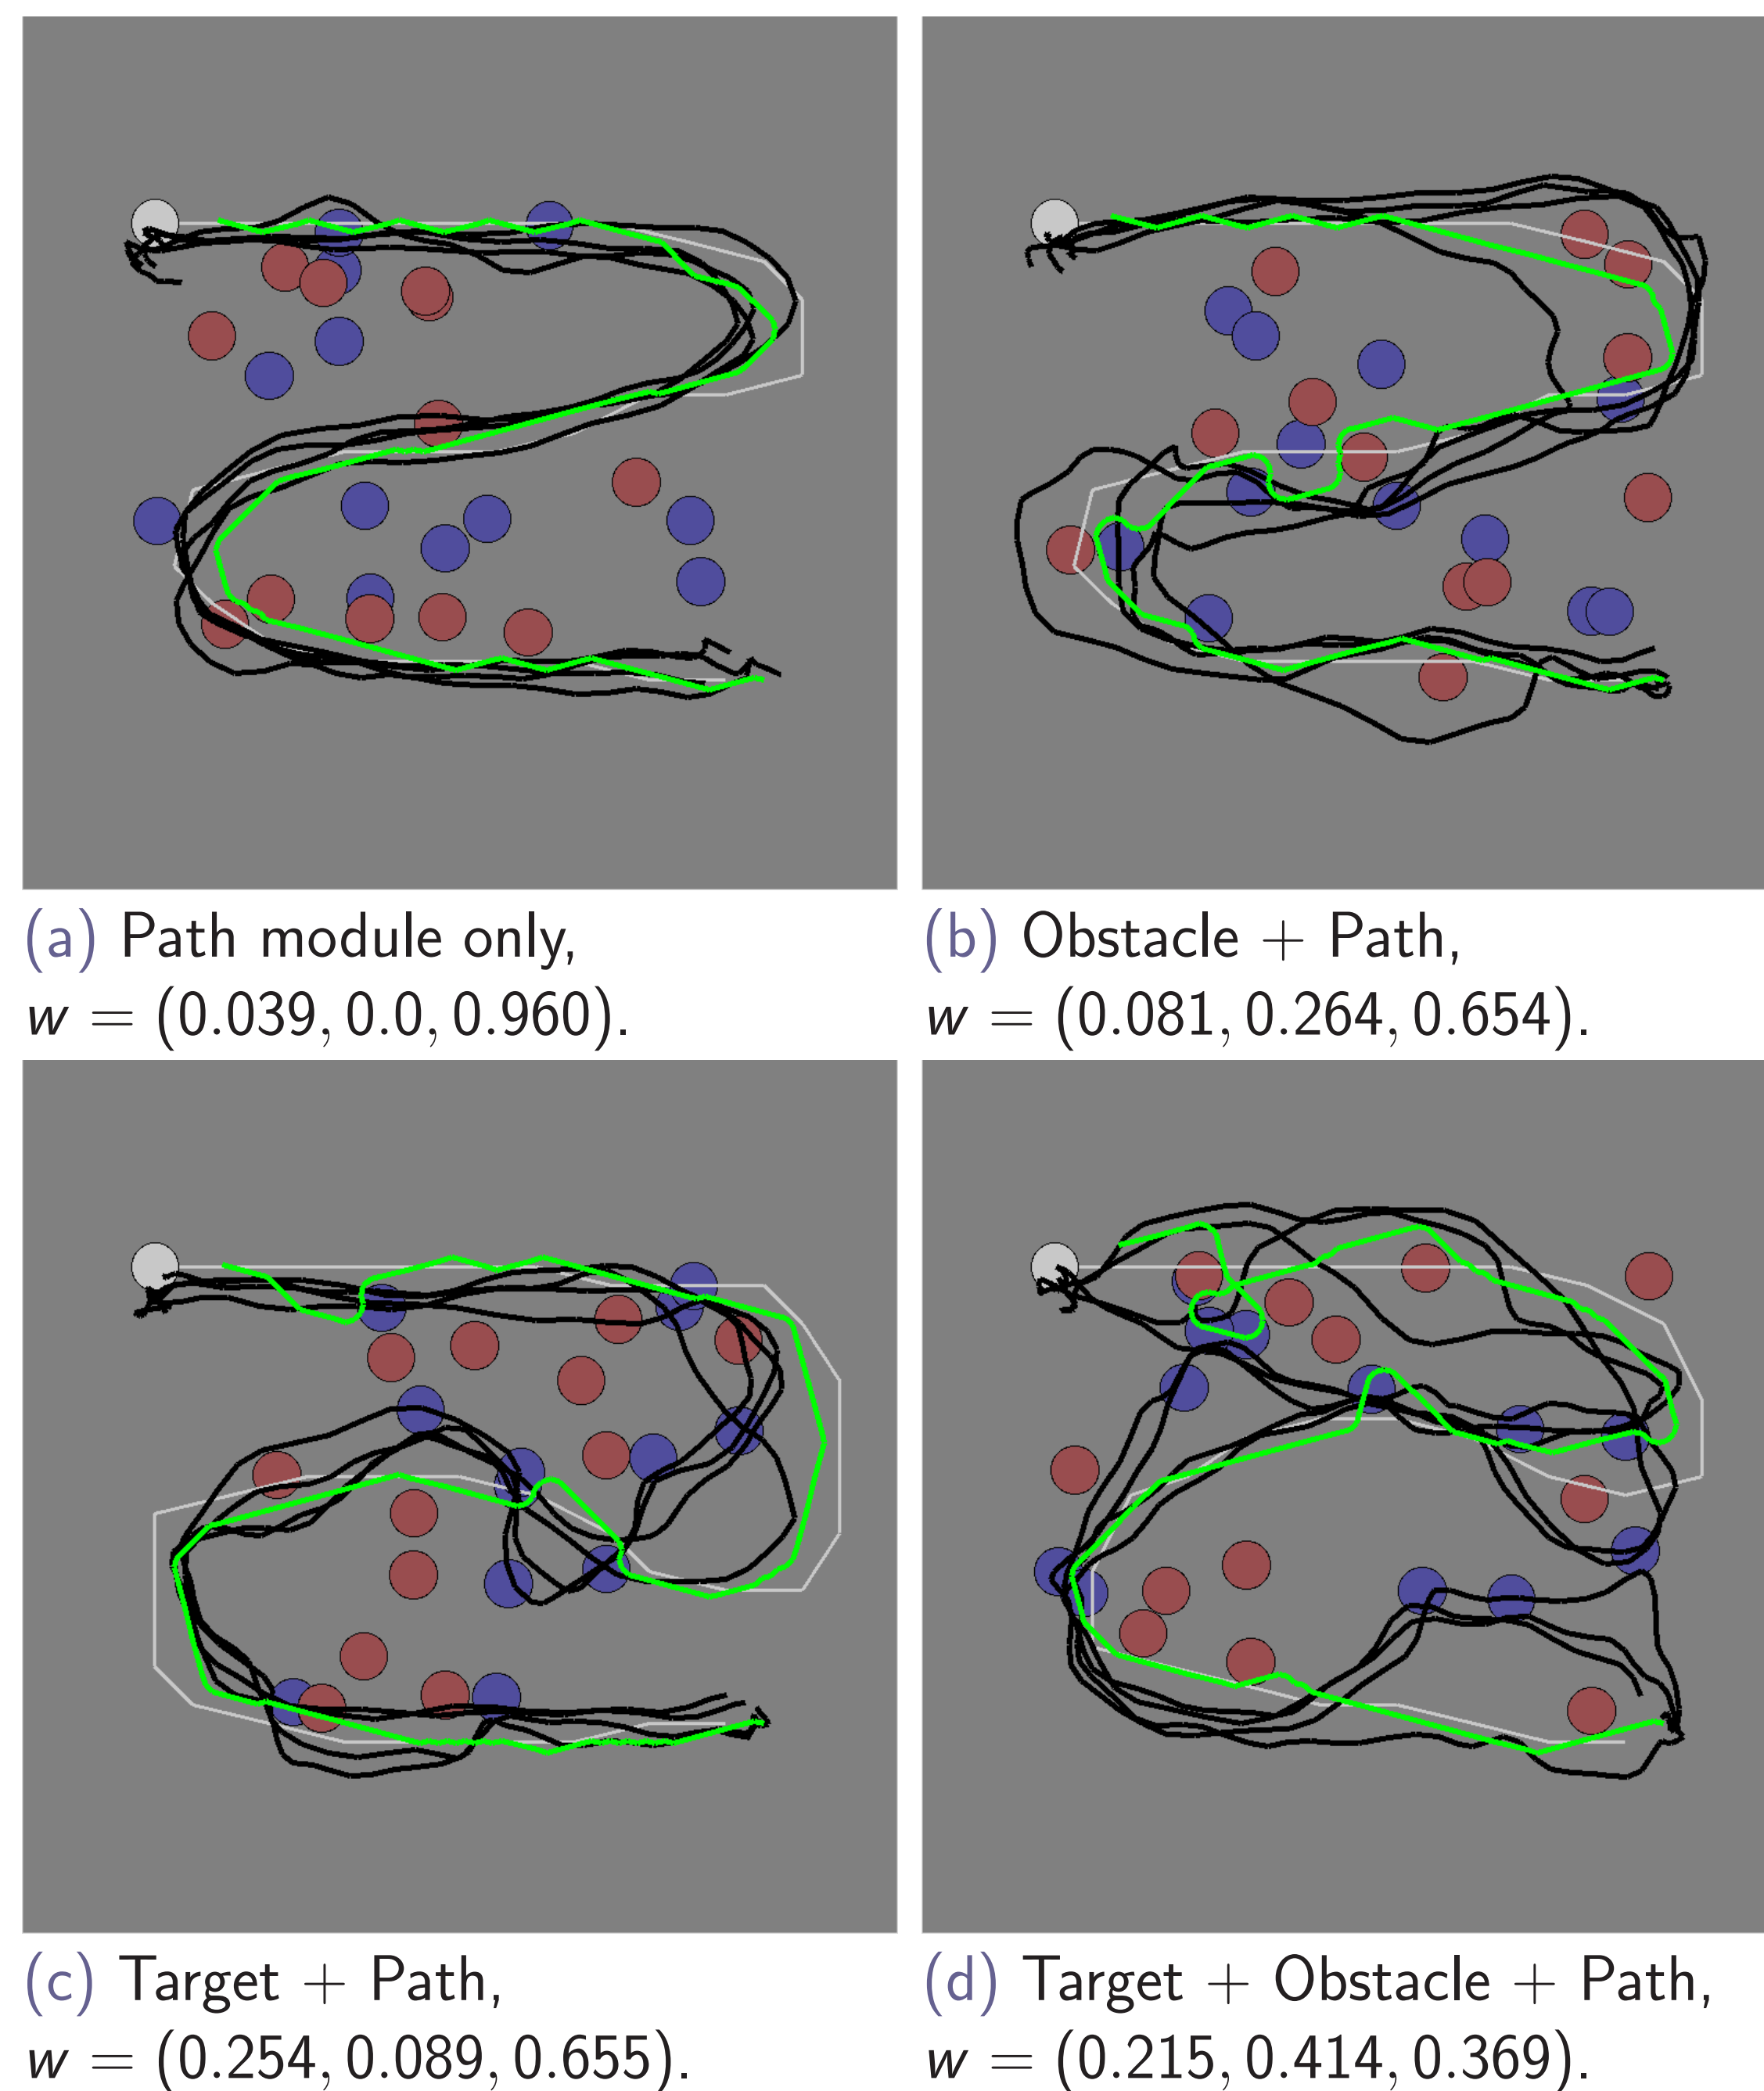 (a) Path module only,
w = (0.039, 0.0, 0.960).
(b) Obstacle + Path,
w = (0.081, 0.264, 0.654).
(c) Target + Path,
w = (0.254, 0.089, 0.655).
(d) Target + Obstacle + Path,
w = (0.215, 0.414, 0.369).